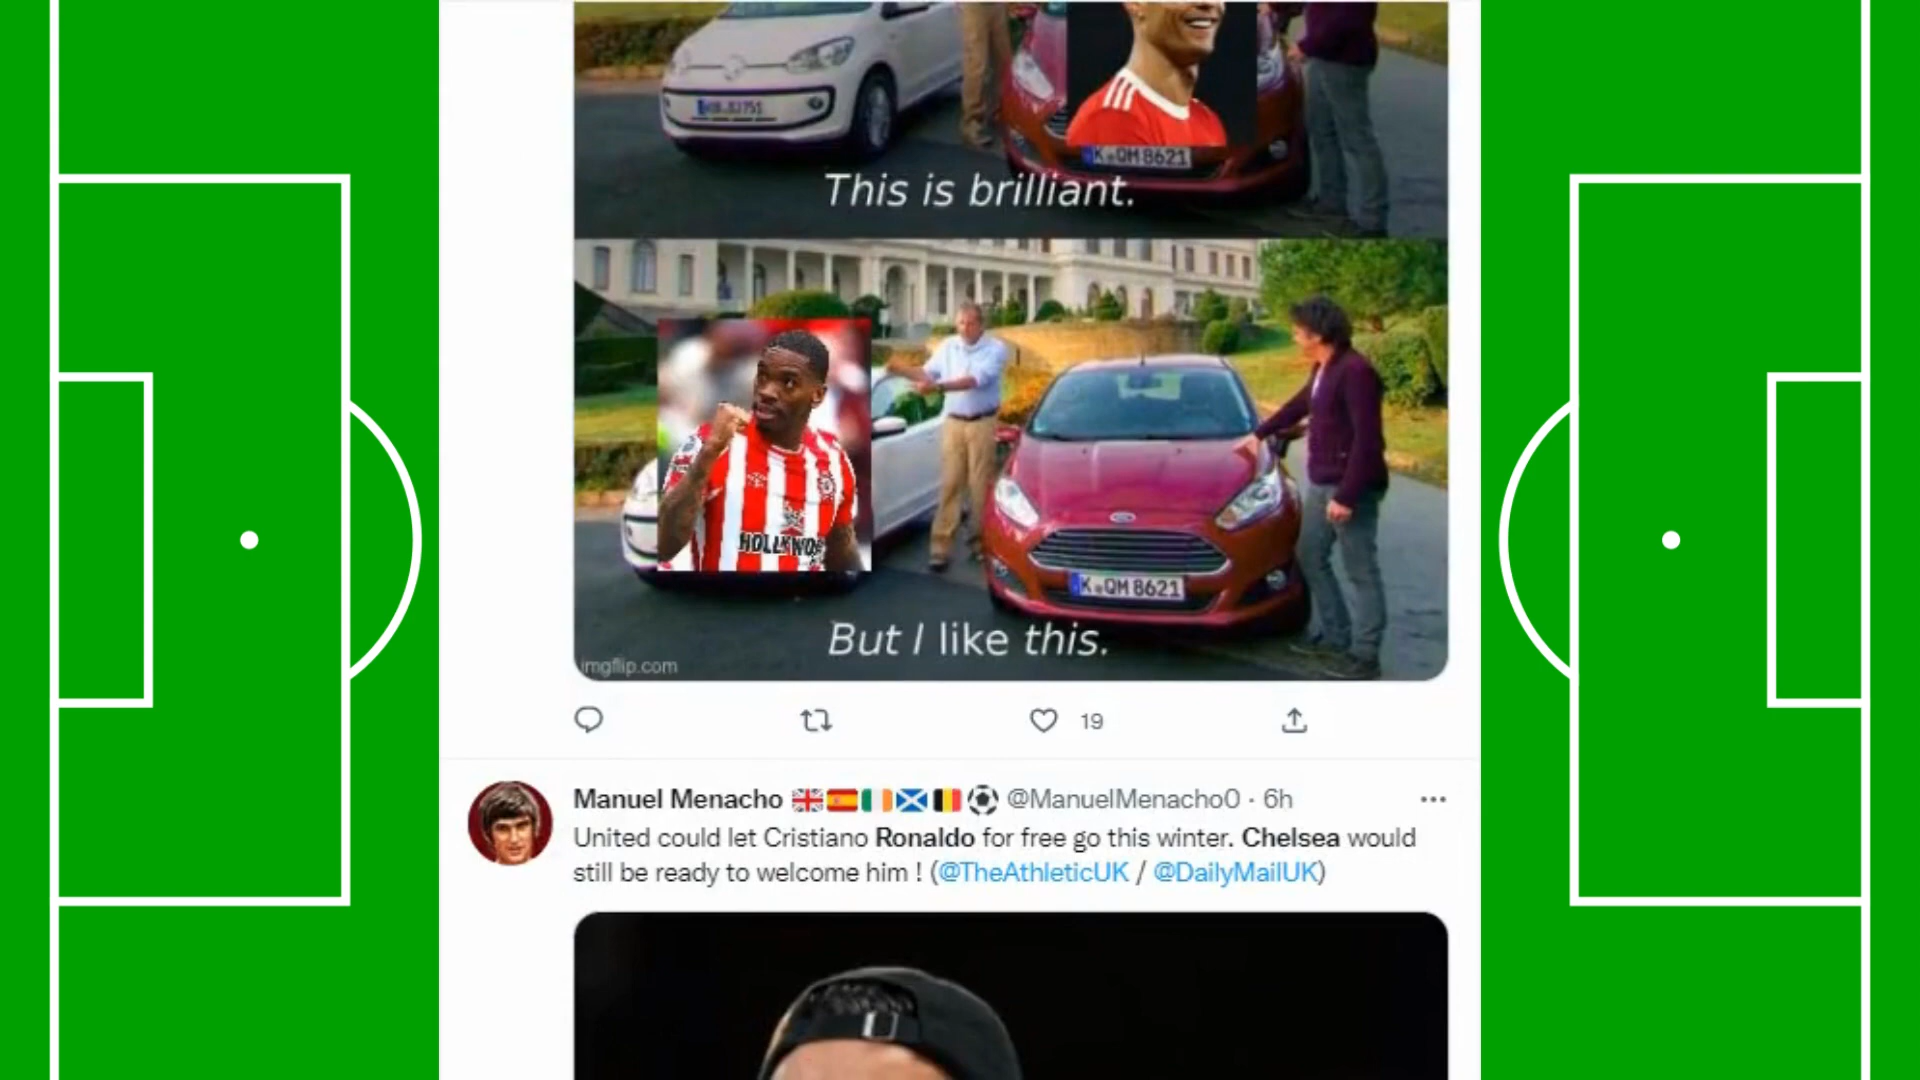 K QM 8621
This is brilliant.
HOLLYWO
K QM 8621
But I like this.
imgflip.com
19
Manuel Menacho @ManuelMenacho0 · 6h
United could let Cristiano Ronaldo for free go this winter. Chelsea would
still be ready to welcome him ! (@TheAthleticUK / @DailyMailUK)